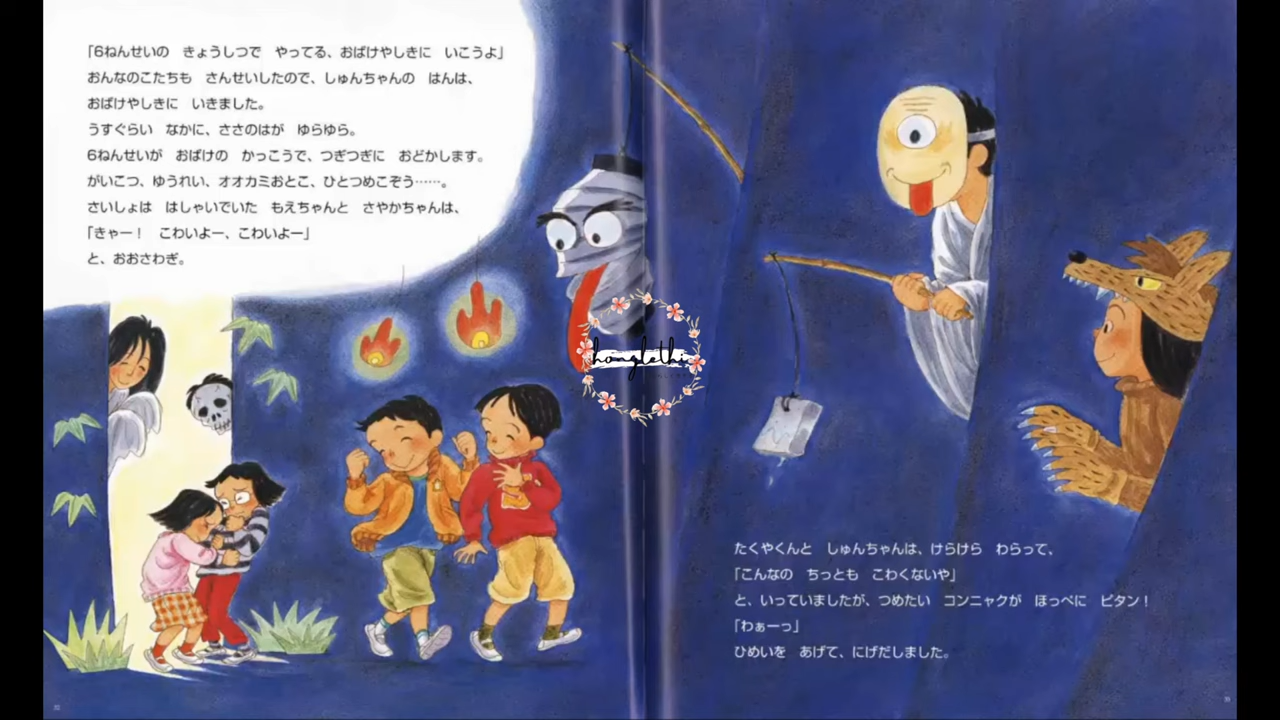 「6ねんせいの　きょうしつで　やってる、おばけやしきに　いこうよ」
おんなのこたちも　さんせいしたので、しゅんちゃんの　はんは、
おばけやしきに　いきました。
うすぐらい　なかに、ささのはが　ゆらゆら。
6ねんせいが　おばけの　かっこうで、つぎつぎに　おどかします。
がいこつ、ゆうれい、オオカミおとこ、ひとつめこぞう……。
さいしょは　はしゃいでいた　もえちゃんと　さやかちゃんは、
「きゃー！　こわいよー、こわいよー」
と、おおさわぎ。
honglethi
たくやくんと　しゅんちゃんは、けらけら　わらって、
「こんなの　ちっとも　こわくないや」
と、いっていましたが、つめたい　コンニャクが　ほっぺに　ピタン！
「わぁーっ」
ひめいを　あげて、にげだしました。